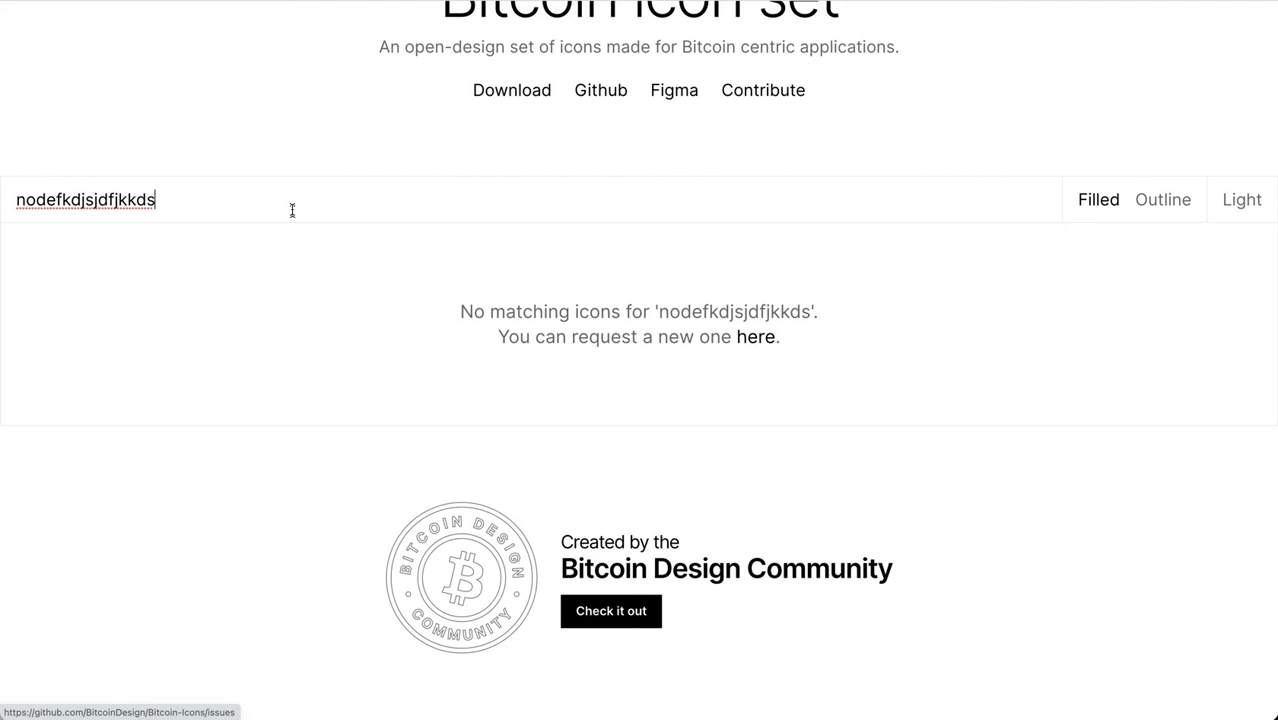 Bitcoin icon set
An open-design set of icons made for Bitcoin centric applications.
Download Github Figma Contribute
nodefkdjsjdfjkkds Filled Outline Light
No matching icons for 'nodefkdjsjdfjkkds'.
You can request a new one here.
BITCOIN DESIGN
COMMUNITY
Created by the
Bitcoin Design Community
Check it out
https://github.com/BitcoinDesign/Bitcoin-Icons/issues